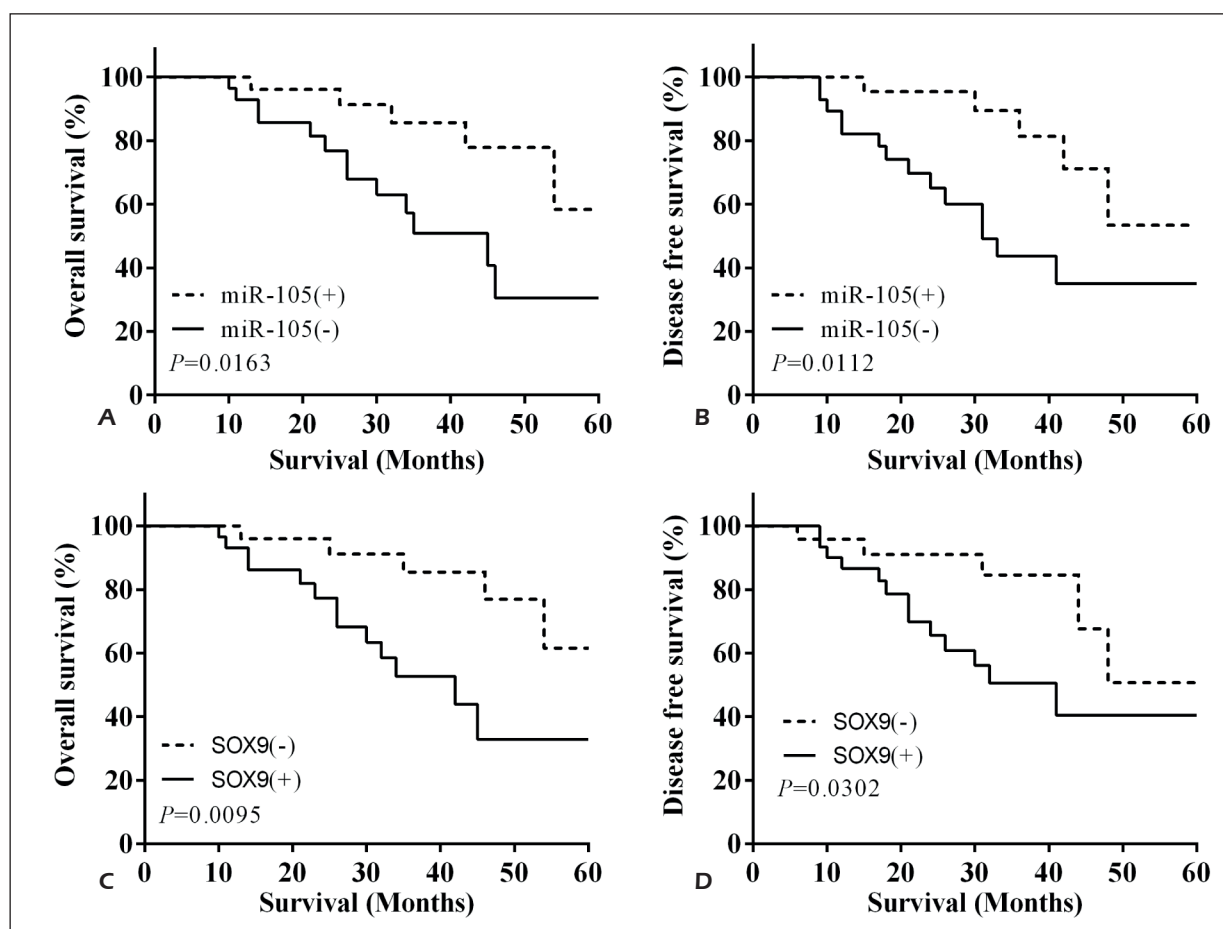 Overall survival (%)
100
80
60
40
20
0
miR-105(+)
miR-105(-)
P=0.0163
A
0 10 20 30 40 50 60
Survival (Months)
Disease free survival (%)
100
80
60
40
20
0
miR-105(+)
miR-105(-)
P=0.0112
B
0 10 20 30 40 50 60
Survival (Months)
Overall survival (%)
100
80
60
40
20
0
SOX9(-)
SOX9(+)
P=0.0095
C
0 10 20 30 40 50 60
Survival (Months)
Disease free survival (%)
100
80
60
40
20
0
SOX9(-)
SOX9(+)
P=0.0302
D
0 10 20 30 40 50 60
Survival (Months)